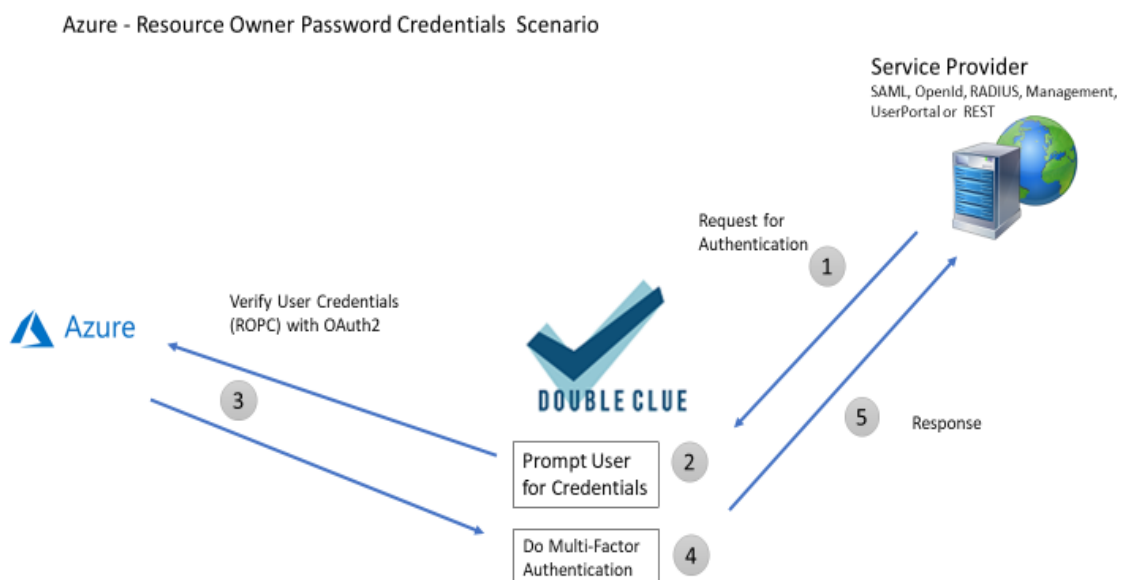 Azure - Resource Owner Password Credentials Scenario
Service Provider
SAML, OpenId, RADIUS, Management,
UserPortal or REST
Request for
Authentication
1
Verify User Credentials
(ROPC) with OAuth2
Azure
3
DOUBLE CLUE
5
Response
Prompt User
for Credentials
2
Do Multi-Factor
Authentication
4